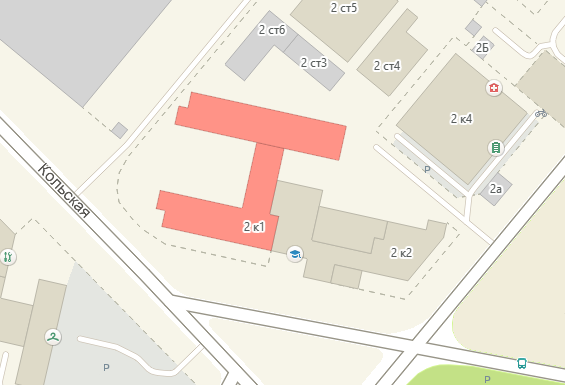 2 ст5
2 ст6
2 ст3
2 ст4
2Б
2 к4
Р
2а
Кольская
2 к1
2 к2
Р
Р